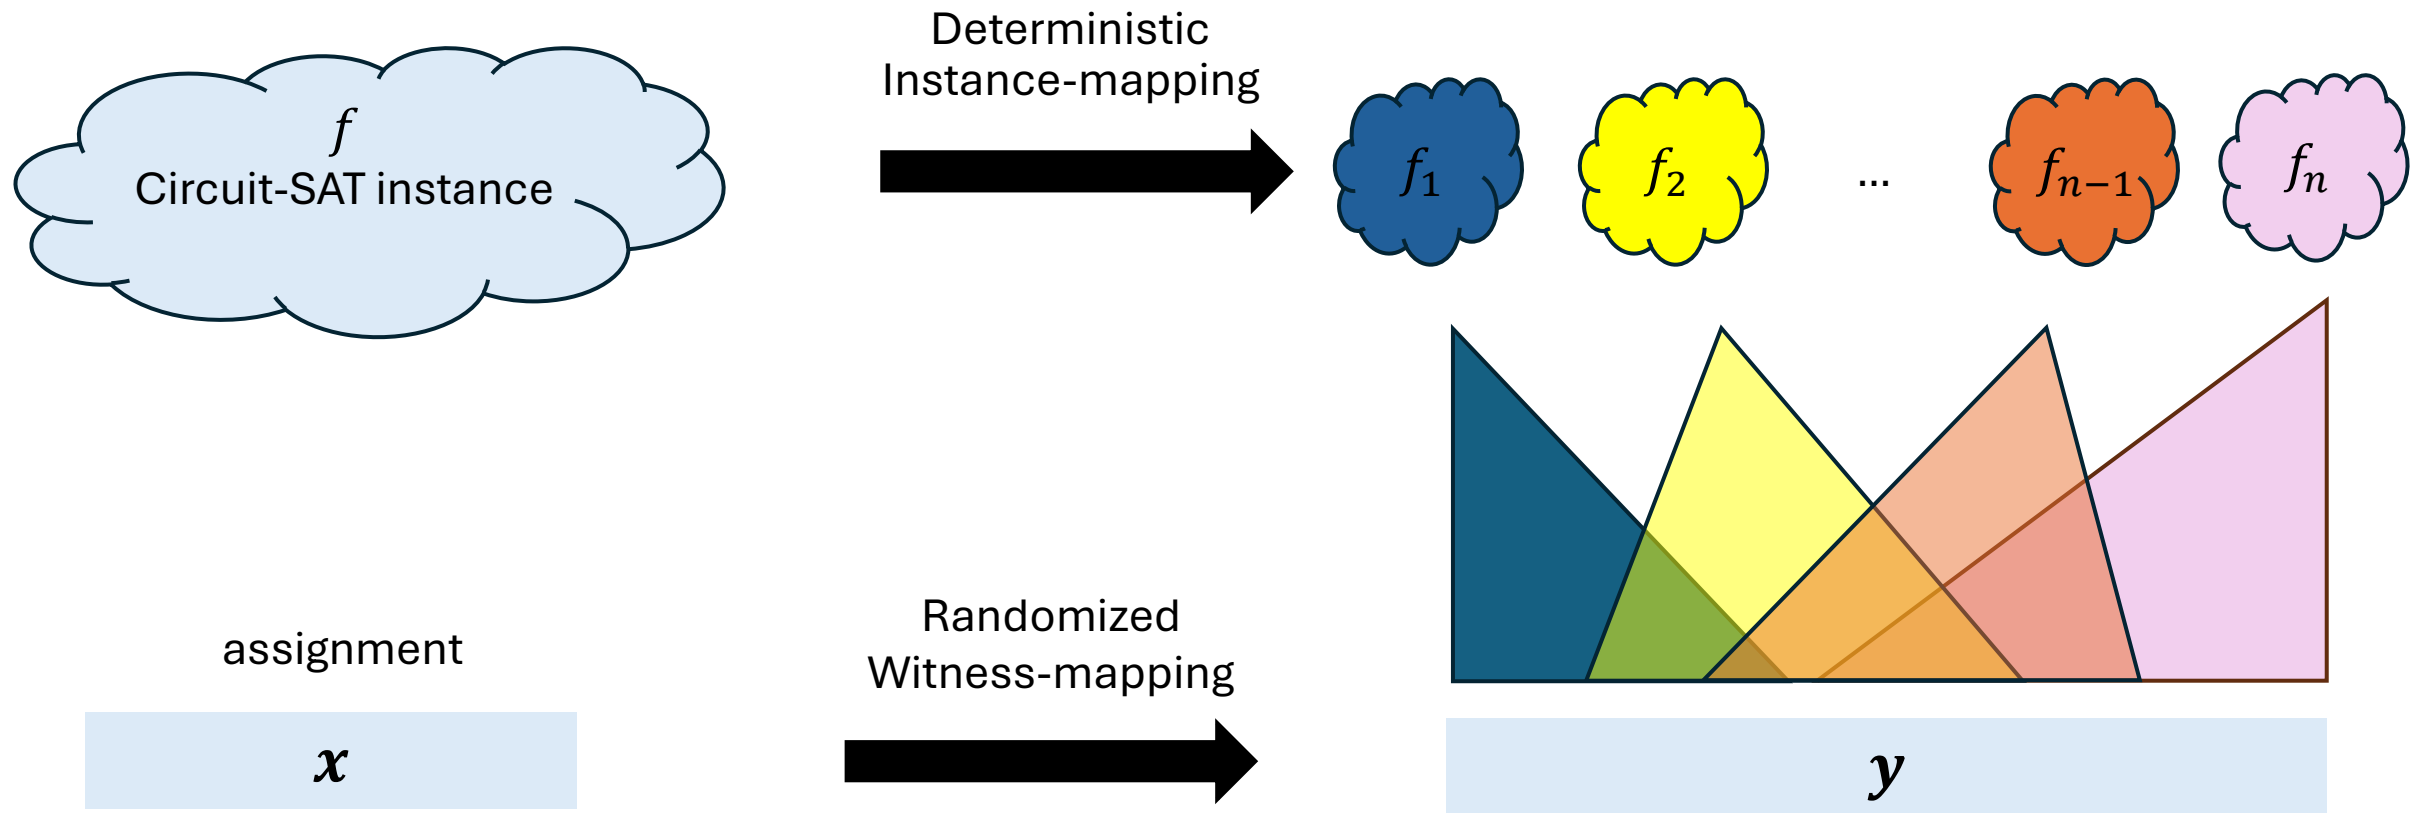 Deterministic
Instance-mapping
f
Circuit-SAT instance
f₁ f₂ ... fₙ₋₁ fₙ
assignment
Randomized
Witness-mapping
x
y